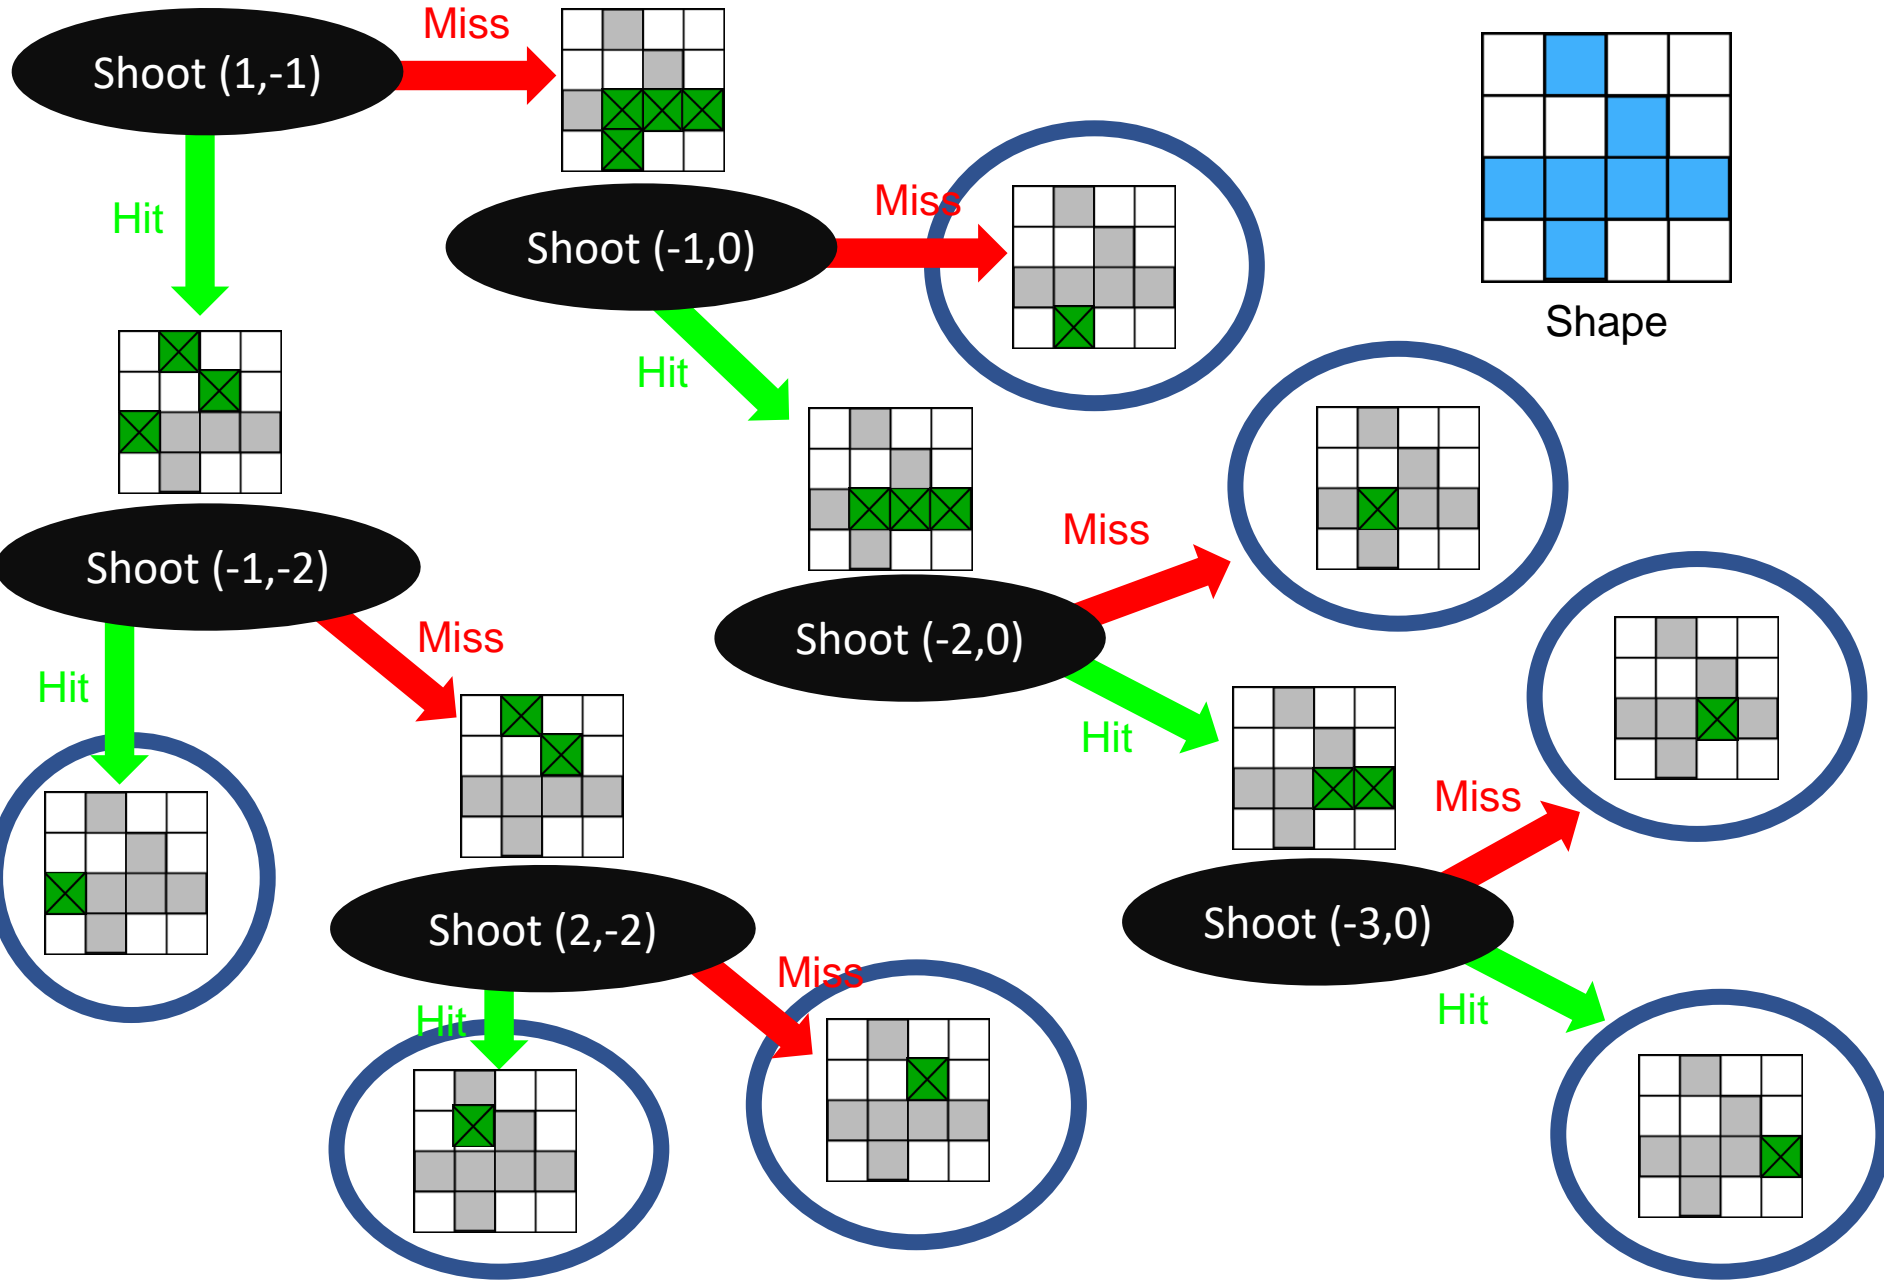 Shoot (1,-1)
Miss
Hit
Shape
Shoot (-1,0)
Miss
Hit
Shoot (-1,-2)
Miss
Hit
Shoot (-2,0)
Miss
Hit
Shoot (2,-2)
Miss
Hit
Shoot (-3,0)
Miss
Hit